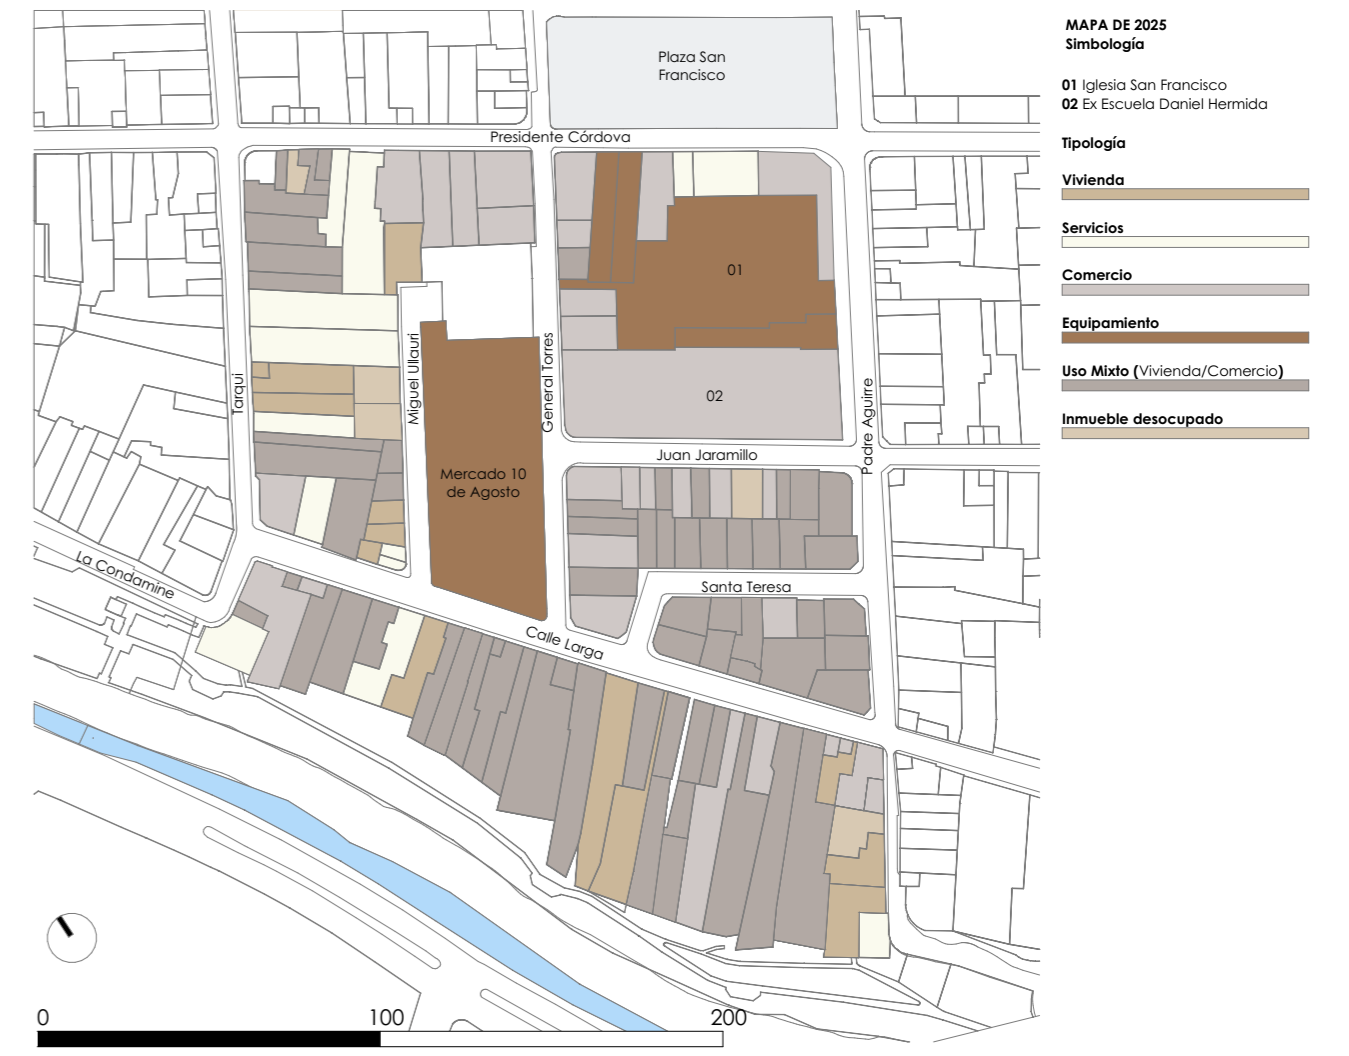 MAPA DE 2025
Simbología
01 Iglesia San Francisco
02 Ex Escuela Daniel Hermida
Tipología
Vivienda
Servicios
Comercio
Equipamiento
Uso Mixto (Vivienda/Comercio)
Inmueble desocupado
Plaza San
Francisco
Presidente Córdova
01
Tarqui
Miguel Ullauri
General Torres
Padre Aguirre
02
Juan Jaramillo
Mercado 10
de Agosto
La Condamine
Santa Teresa
Calle Larga
0
100
200